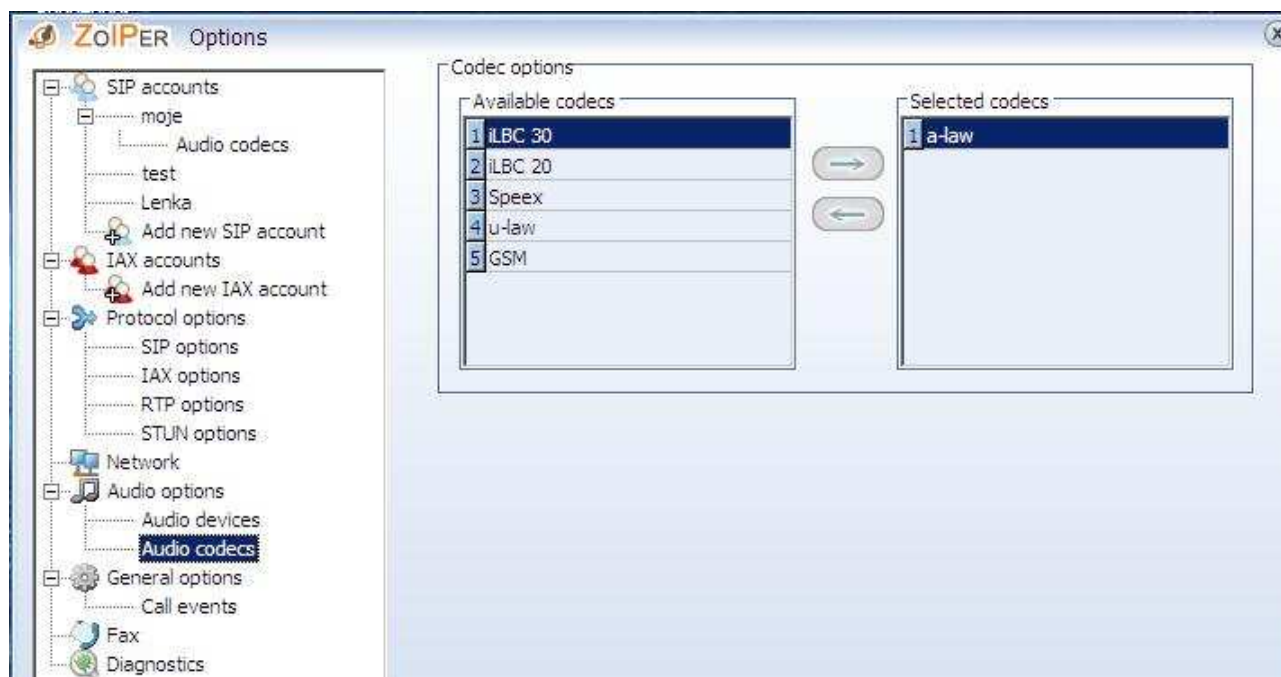 ZOIPER Options
SIP accounts
moje
Audio codecs
test
Lenka
Add new SIP account
IAX accounts
Add new IAX account
Protocol options
SIP options
IAX options
RTP options
STUN options
Network
Audio options
Audio devices
Audio codecs
General options
Call events
Fax
Diagnostics
Codec options
Available codecs
1 iLBC 30
2 iLBC 20
3 Speex
4 u-law
5 GSM
Selected codecs
1 a-law